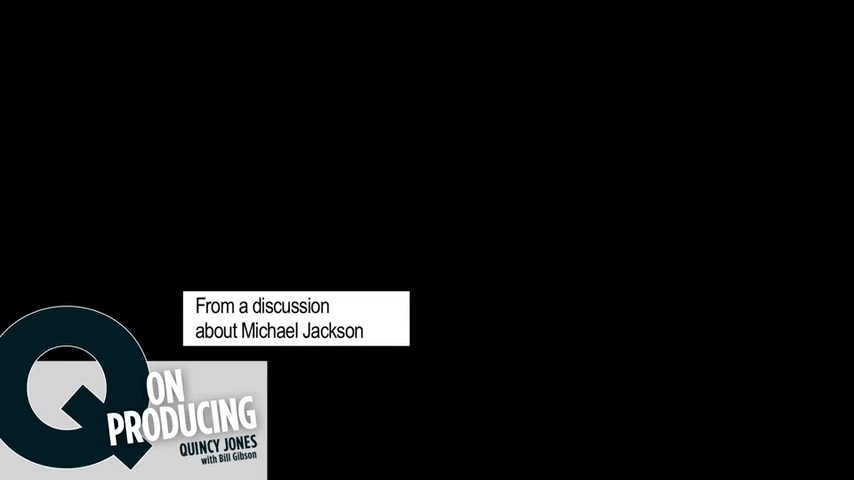 From a discussion
about Michael Jackson
Q
ON
PRODUCING
QUINCY JONES
with Bill Gibson